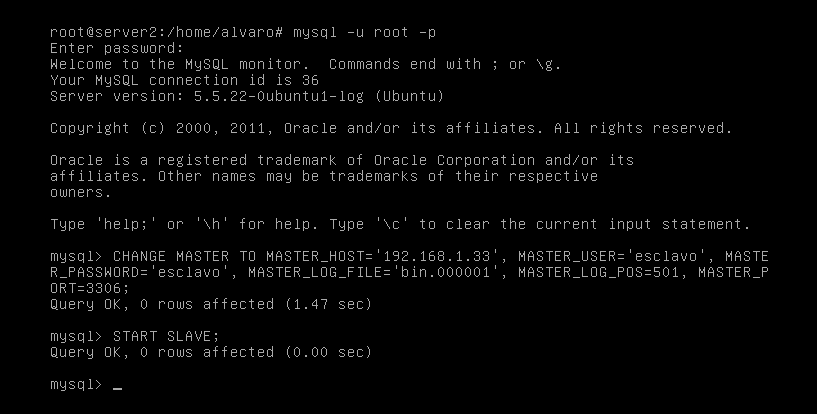 root@server2:/home/alvaro# mysql -u root -p
Enter password:
Welcome to the MySQL monitor.  Commands end with ; or \g.
Your MySQL connection id is 36
Server version: 5.5.22-0ubuntu1-log (Ubuntu)
Copyright (c) 2000, 2011, Oracle and/or its affiliates. All rights reserved.
Oracle is a registered trademark of Oracle Corporation and/or its
affiliates. Other names may be trademarks of their respective
owners.
Type 'help;' or '\h' for help. Type '\c' to clear the current input statement.
mysql> CHANGE MASTER TO MASTER_HOST='192.168.1.33', MASTER_USER='esclavo', MASTE
R_PASSWORD='esclavo', MASTER_LOG_FILE='bin.000001', MASTER_LOG_POS=501, MASTER_P
ORT=3306;
Query OK, 0 rows affected (1.47 sec)
mysql> START SLAVE;
Query OK, 0 rows affected (0.00 sec)
mysql> _